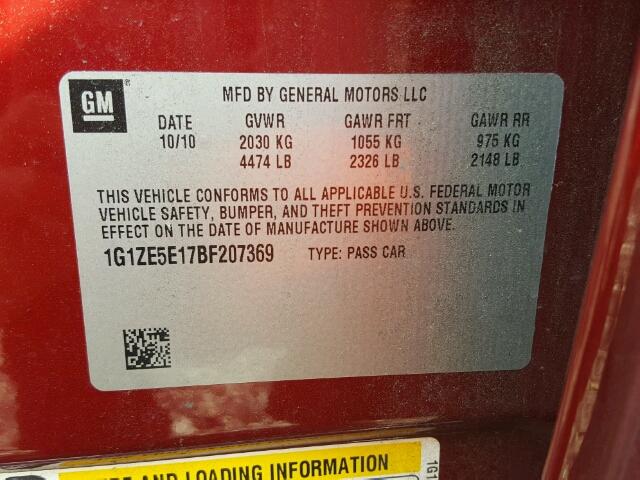 GM
MFD BY GENERAL MOTORS LLC
DATE GVWR GAWR FRT GAWR RR
10/10 2030 KG 1055 KG 975 KG
4474 LB 2326 LB 2148 LB
THIS VEHICLE CONFORMS TO ALL APPLICABLE U.S. FEDERAL MOTOR
VEHICLE SAFETY, BUMPER, AND THEFT PREVENTION STANDARDS IN
EFFECT ON THE DATE OF MANUFACTURE SHOWN ABOVE.
1G1ZE5E17BF207369 TYPE: PASS CAR
AND LOADING INFORMATION
1G1